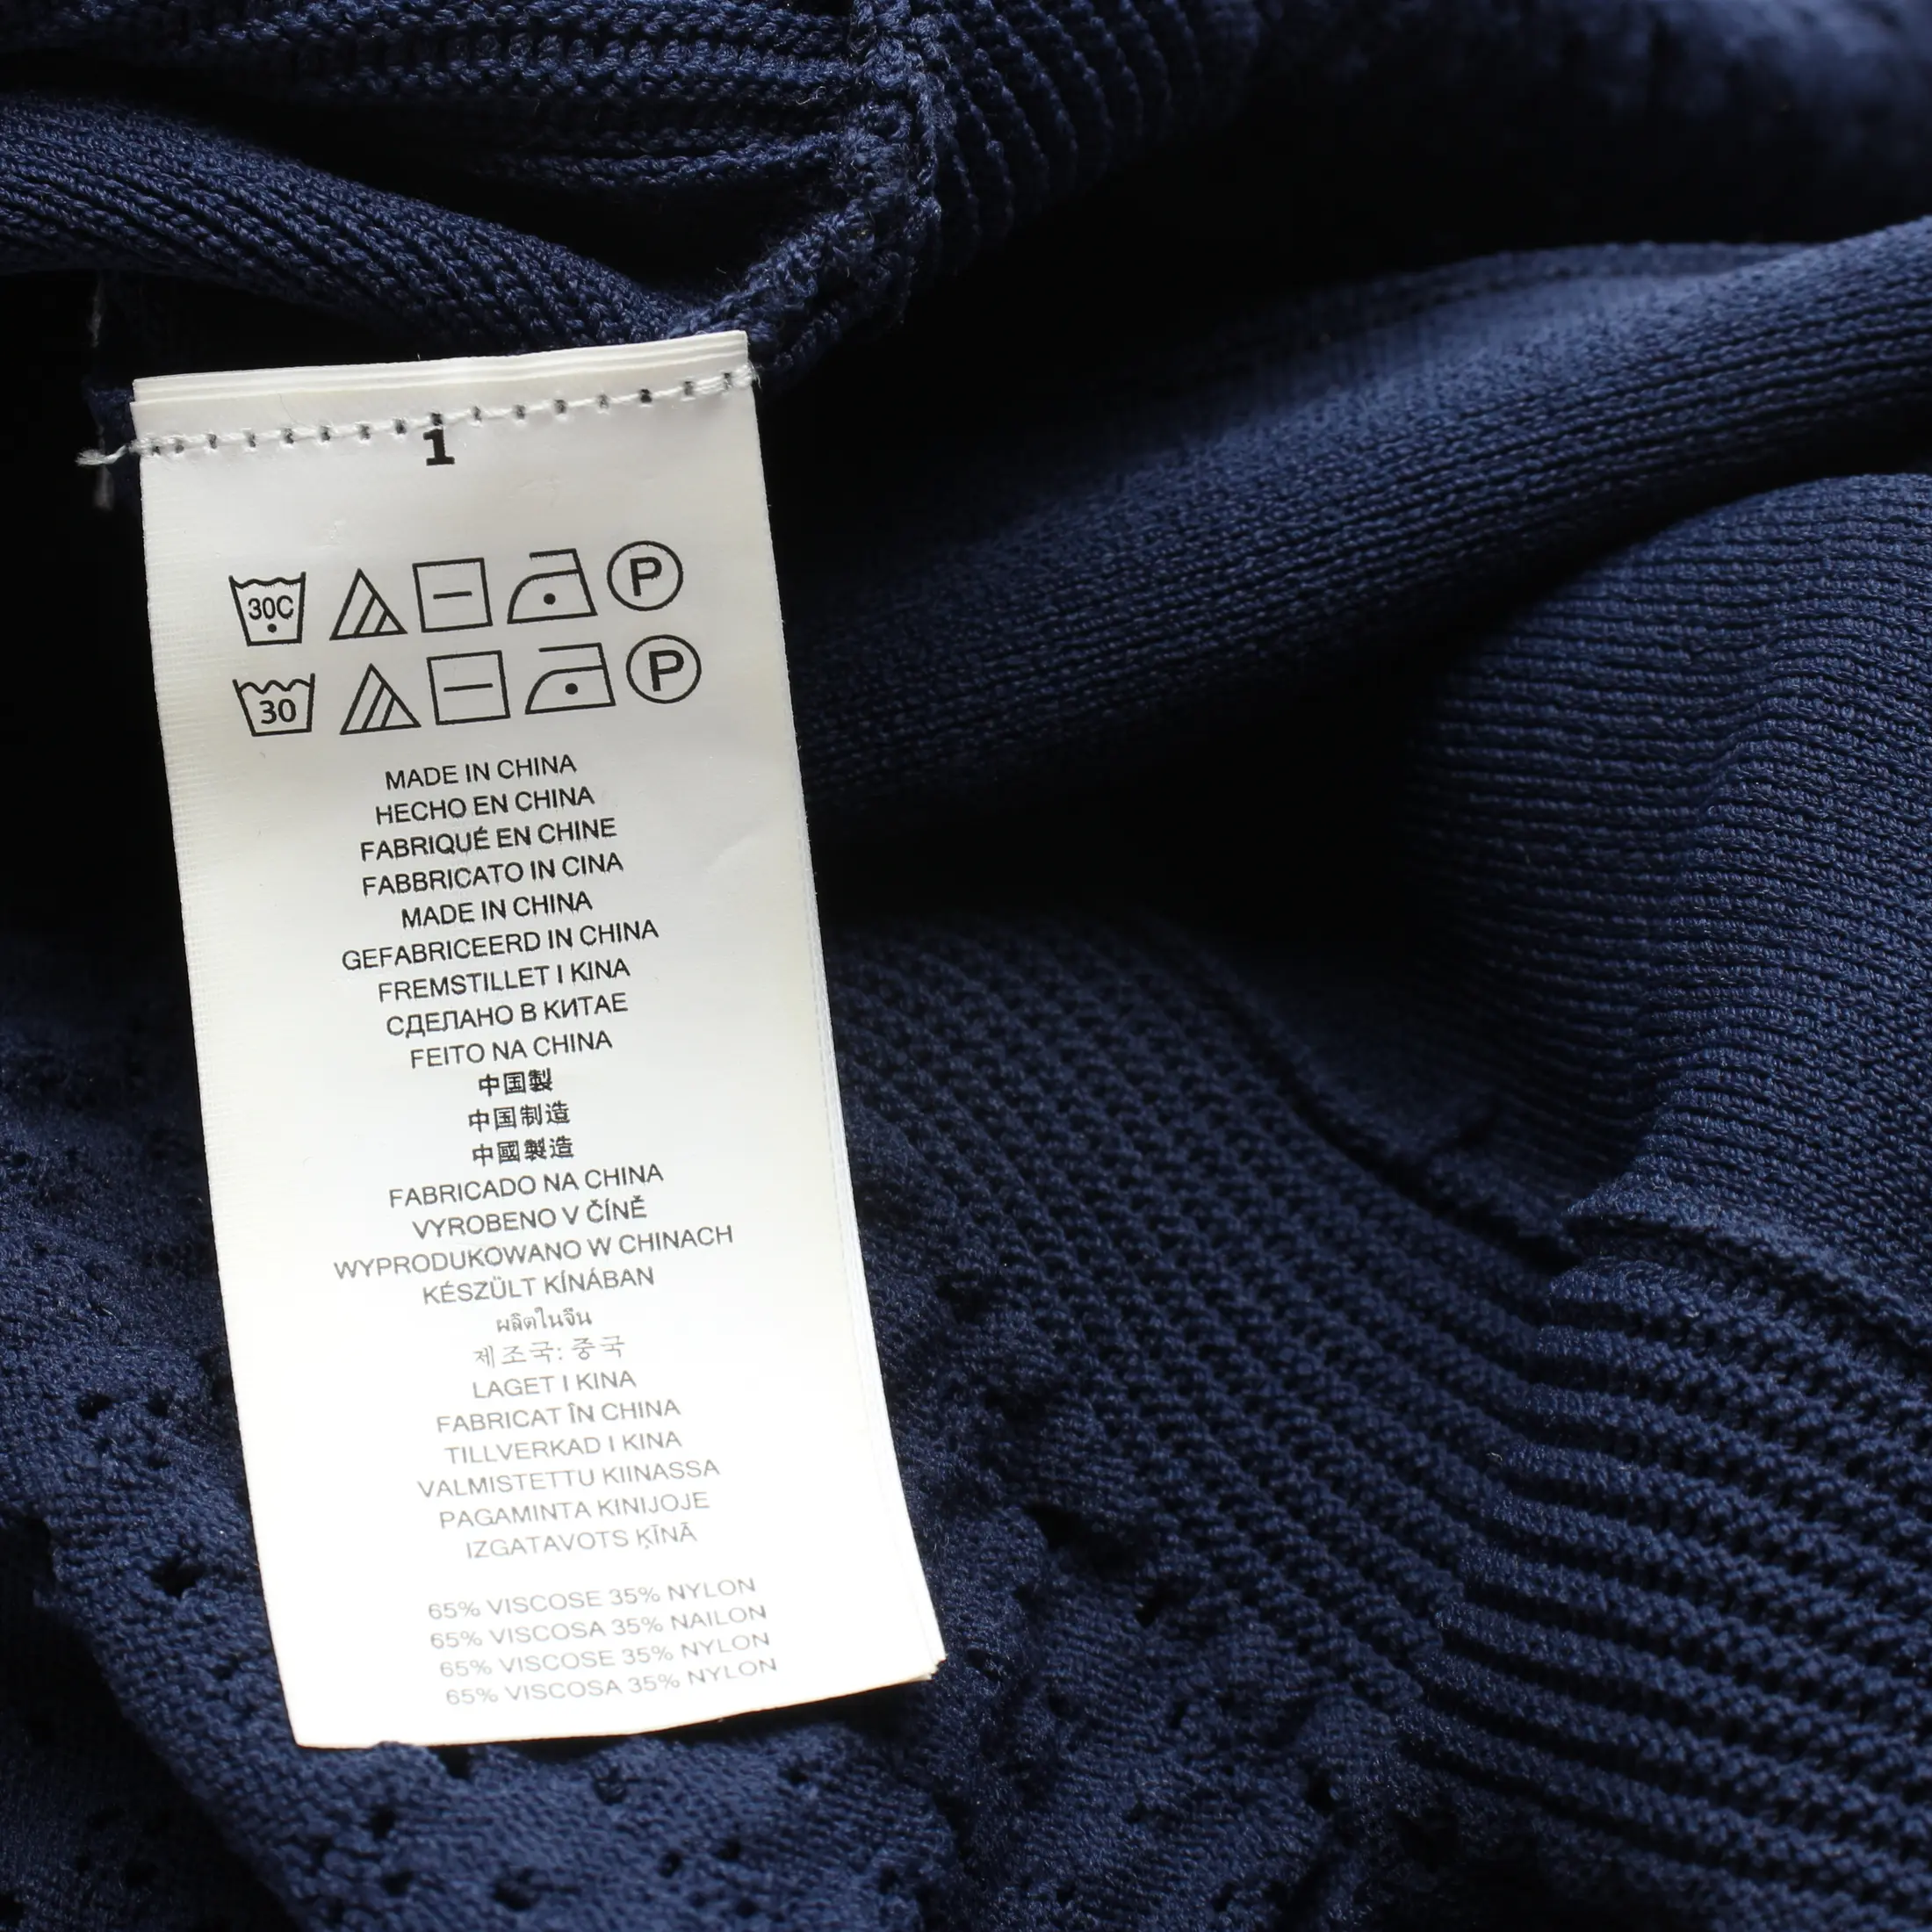 1
30C P
30 P
MADE IN CHINA
HECHO EN CHINA
FABRIQUÉ EN CHINE
FABBRICATO IN CINA
MADE IN CHINA
GEFABRICEERD IN CHINA
FREMSTILLET I KINA
СДЕЛАНО В КИТАЕ
FEITO NA CHINA
中国製
中国制造
中國製造
FABRICADO NA CHINA
VYROBENO V ČÍNĚ
WYPRODUKOWANO W CHINACH
KÉSZÜLT KÍNÁBAN
ผลิตในจีน
제조국: 중국
LAGET I KINA
FABRICAT ÎN CHINA
TILLVERKAD I KINA
VALMISTETTU KIINASSA
PAGAMINTA KINIJOJE
IZGATAVOTS ĶĪNĀ
65% VISCOSE 35% NYLON
65% VISCOSA 35% NAILON
65% VISCOSE 35% NYLON
65% VISCOSA 35% NYLON